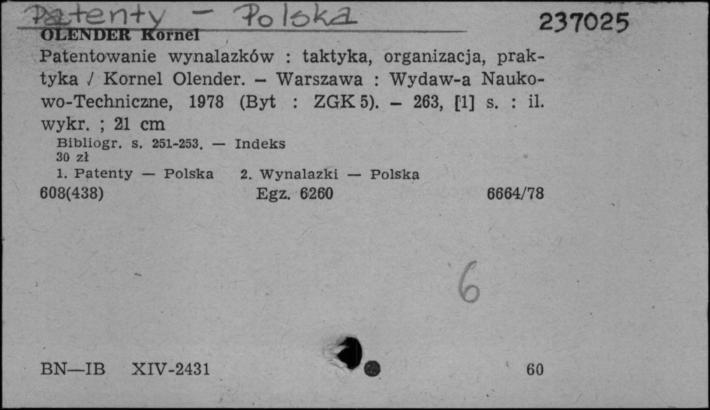 Patenty - Polska
237025
OLENDER Kornel
Patentowanie wynalazków : taktyka, organizacja, prak-
tyka / Kornel Olender. — Warszawa : Wydaw-a Nauko-
wo-Techniczne, 1978 (Byt : ZGK 5). — 263, [1] s. : il.
wykr. ; 21 cm
Bibliogr. s. 251-253. — Indeks
30 zł
1. Patenty — Polska 2. Wynalazki — Polska
608(438) Egz. 6260 6664/78
6
BN—IB XIV-2431 60